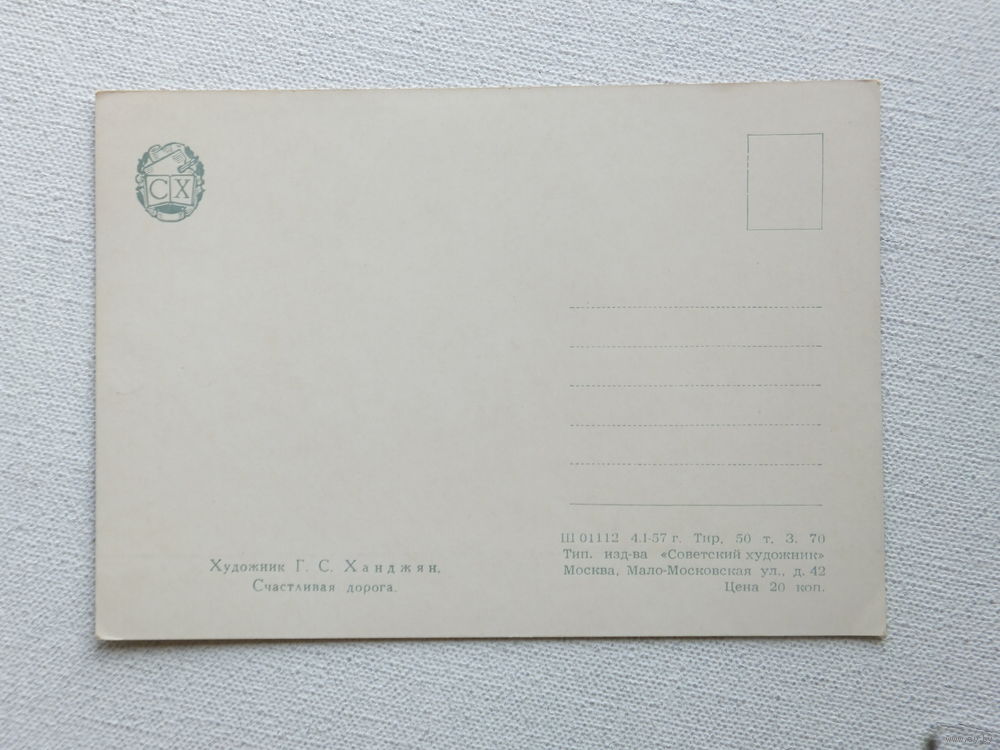 СХ
Художник Г. С. Ханджян.
Счастливая дорога.
Ш 01112 4.I-57 г. Тир. 50 т. З. 70
Тип. изд-ва «Советский художник»
Москва, Мало-Московская ул., д. 42
Цена 20 коп.